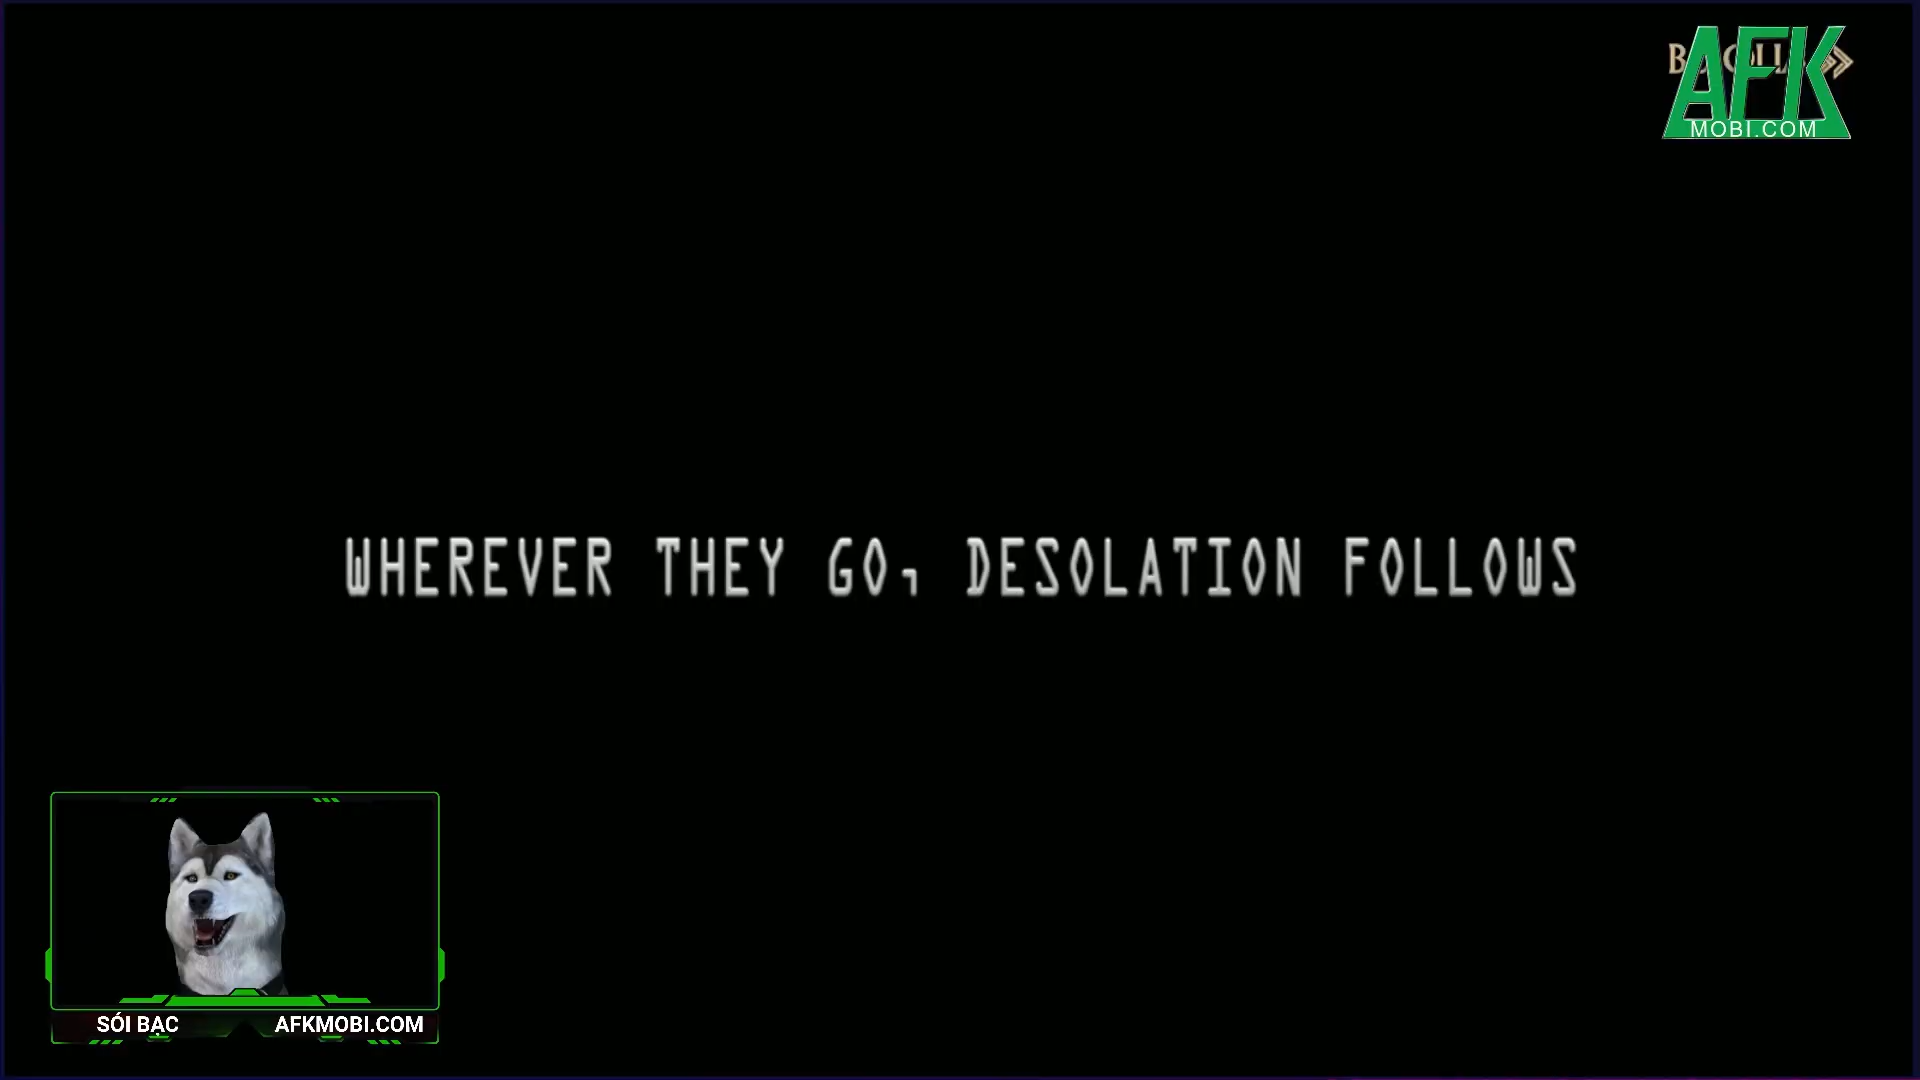 AFK
MOBI.COM
WHEREVER THEY GO, DESOLATION FOLLOWS
SÓI BẠC
AFKMOBI.COM